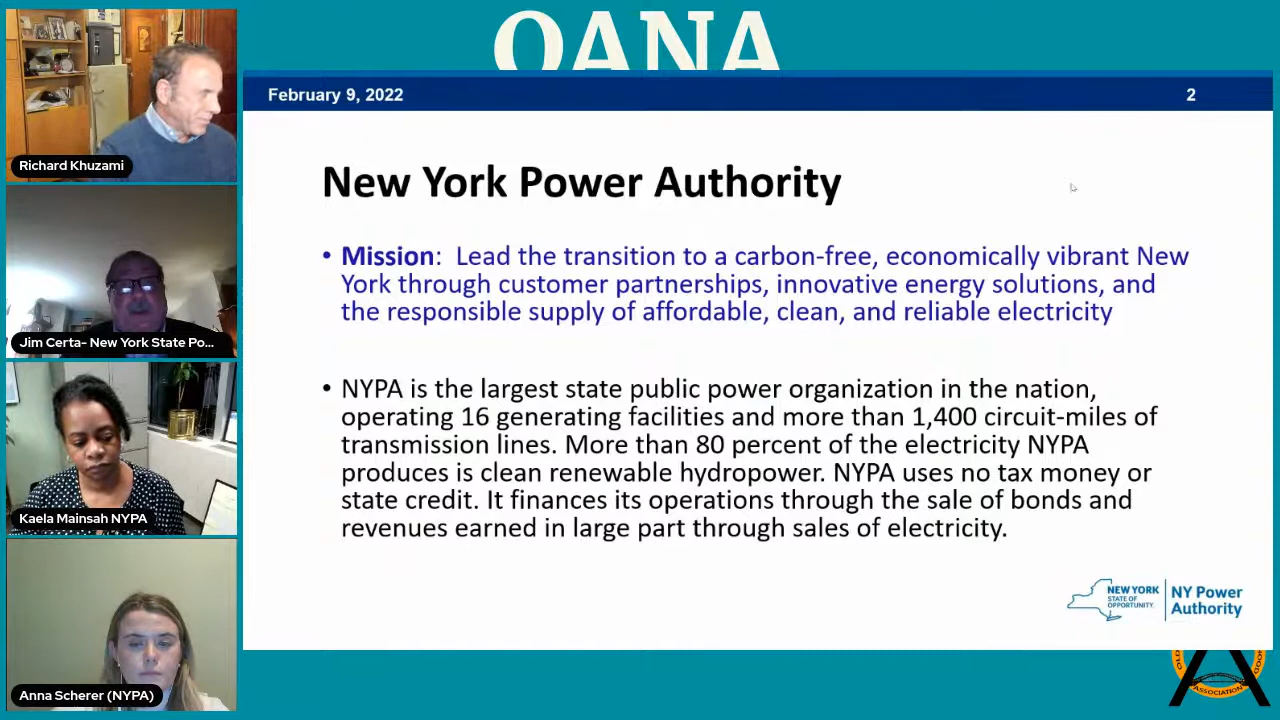 OANA
February 9, 2022
2
New York Power Authority
• Mission: Lead the transition to a carbon-free, economically vibrant New
York through customer partnerships, innovative energy solutions, and
the responsible supply of affordable, clean, and reliable electricity
• NYPA is the largest state public power organization in the nation,
operating 16 generating facilities and more than 1,400 circuit-miles of
transmission lines. More than 80 percent of the electricity NYPA
produces is clean renewable hydropower. NYPA uses no tax money or
state credit. It finances its operations through the sale of bonds and
revenues earned in large part through sales of electricity.
NEW YORK
STATE OF
OPPORTUNITY.
NY Power
Authority
Richard Khuzami
Jim Certa- New York State Po...
Kaela Mainsah NYPA
Anna Scherer (NYPA)
ASSOCIATION